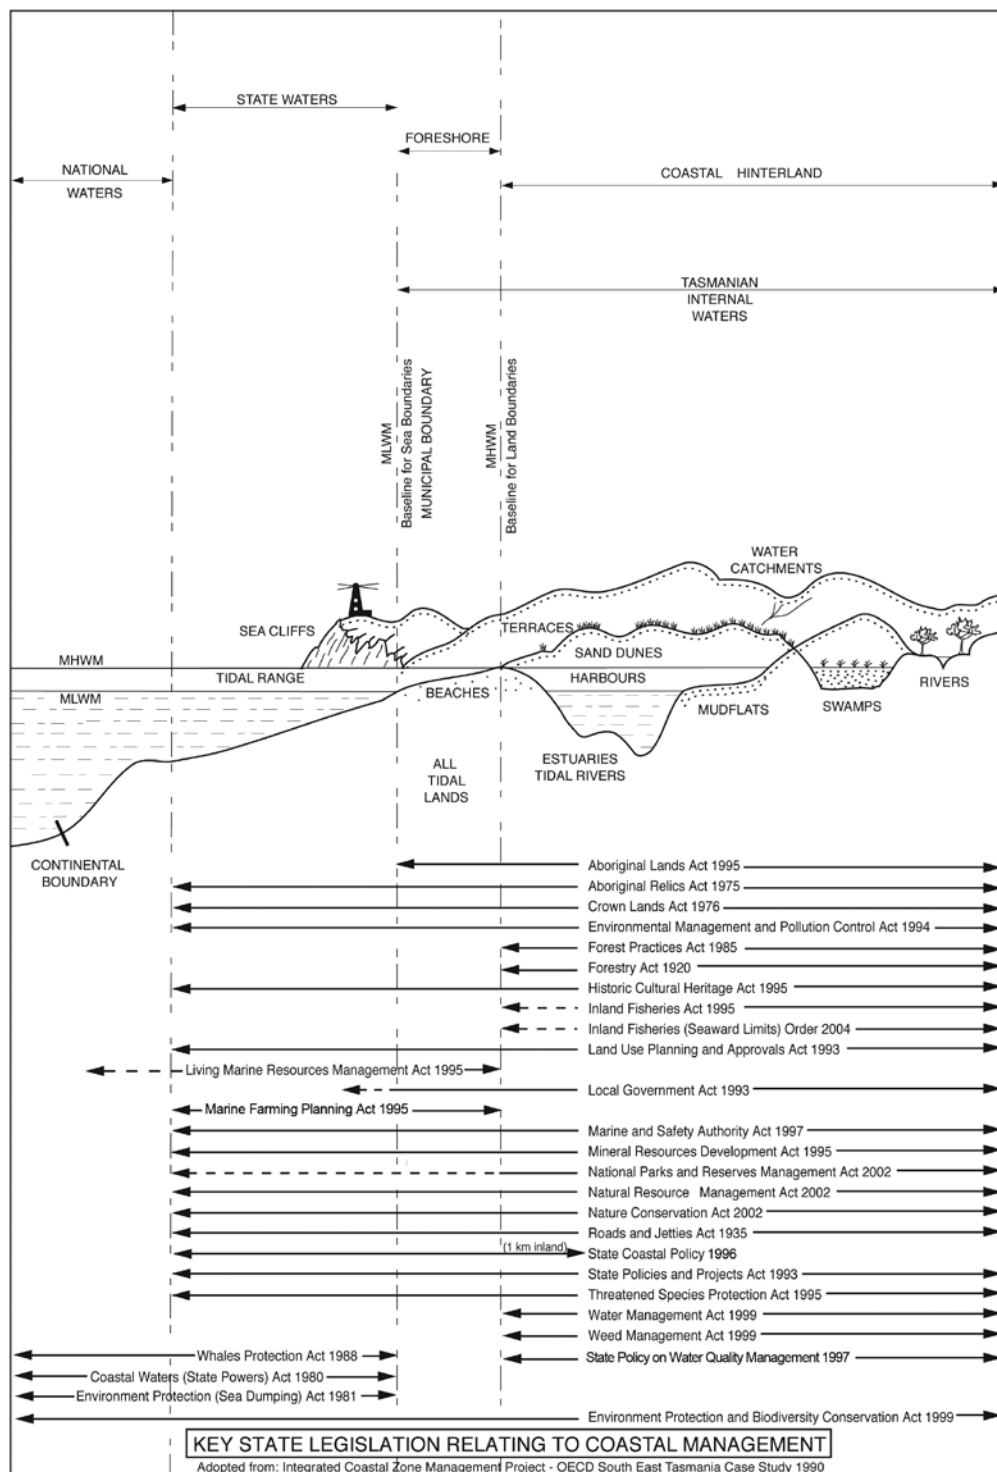 STATE WATERS
FORESHORE
NATIONAL
WATERS
COASTAL HINTERLAND
TASMANIAN
INTERNAL
WATERS
MLWM
Baseline for Sea Boundaries
MUNICIPAL BOUNDARY
MHWM
Baseline for Land Boundaries
WATER
CATCHMENTS
SEA CLIFFS
TERRACES
SAND DUNES
MHWM
TIDAL RANGE
HARBOURS
MLWM
BEACHES
MUDFLATS
SWAMPS
RIVERS
ESTUARIES
TIDAL RIVERS
ALL
TIDAL
LANDS
CONTINENTAL
BOUNDARY
Aboriginal Lands Act 1995
Aboriginal Relics Act 1975
Crown Lands Act 1976
Environmental Management and Pollution Control Act 1994
Forest Practices Act 1985
Forestry Act 1920
Historic Cultural Heritage Act 1995
Inland Fisheries Act 1995
Inland Fisheries (Seaward Limits) Order 2004
Land Use Planning and Approvals Act 1993
Living Marine Resources Management Act 1995
Local Government Act 1993
Marine Farming Planning Act 1995
Marine and Safety Authority Act 1997
Mineral Resources Development Act 1995
National Parks and Reserves Management Act 2002
Natural Resource Management Act 2002
Nature Conservation Act 2002
Roads and Jetties Act 1935
(1 km inland) State Coastal Policy 1996
State Policies and Projects Act 1993
Threatened Species Protection Act 1995
Water Management Act 1999
Weed Management Act 1999
Whales Protection Act 1988
State Policy on Water Quality Management 1997
Coastal Waters (State Powers) Act 1980
Environment Protection (Sea Dumping) Act 1981
Environment Protection and Biodiversity Conservation Act 1999
KEY STATE LEGISLATION RELATING TO COASTAL MANAGEMENT
Adopted from: Integrated Coastal Zone Management Project - OECD South East Tasmania Case Study 1990